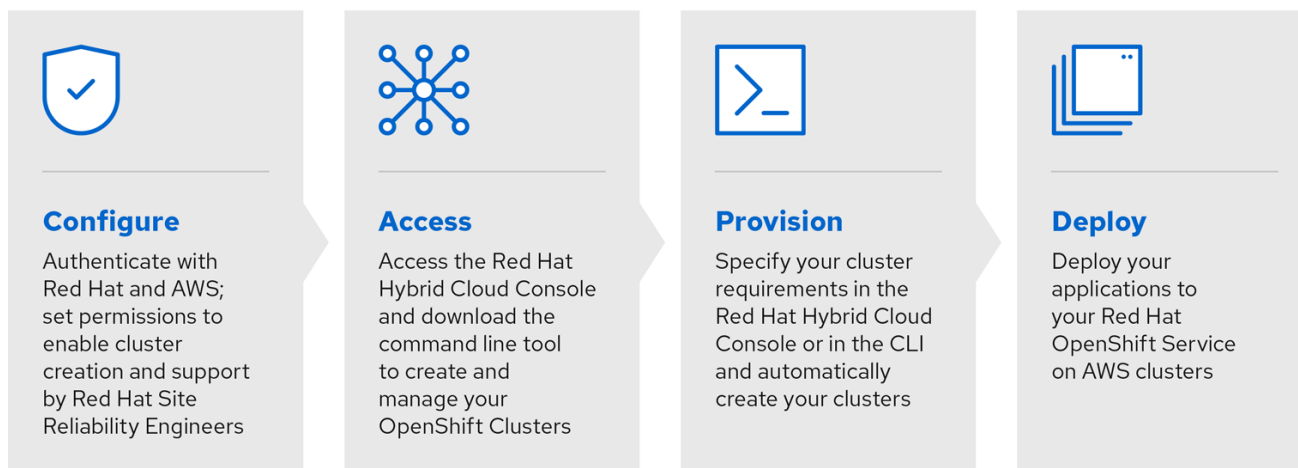 Configure
Authenticate with
Red Hat and AWS;
set permissions to
enable cluster
creation and support
by Red Hat Site
Reliability Engineers
Access
Access the Red Hat
Hybrid Cloud Console
and download the
command line tool
to create and
manage your
OpenShift Clusters
Provision
Specify your cluster
requirements in the
Red Hat Hybrid Cloud
Console or in the CLI
and automatically
create your clusters
Deploy
Deploy your
applications to
your Red Hat
OpenShift Service
on AWS clusters